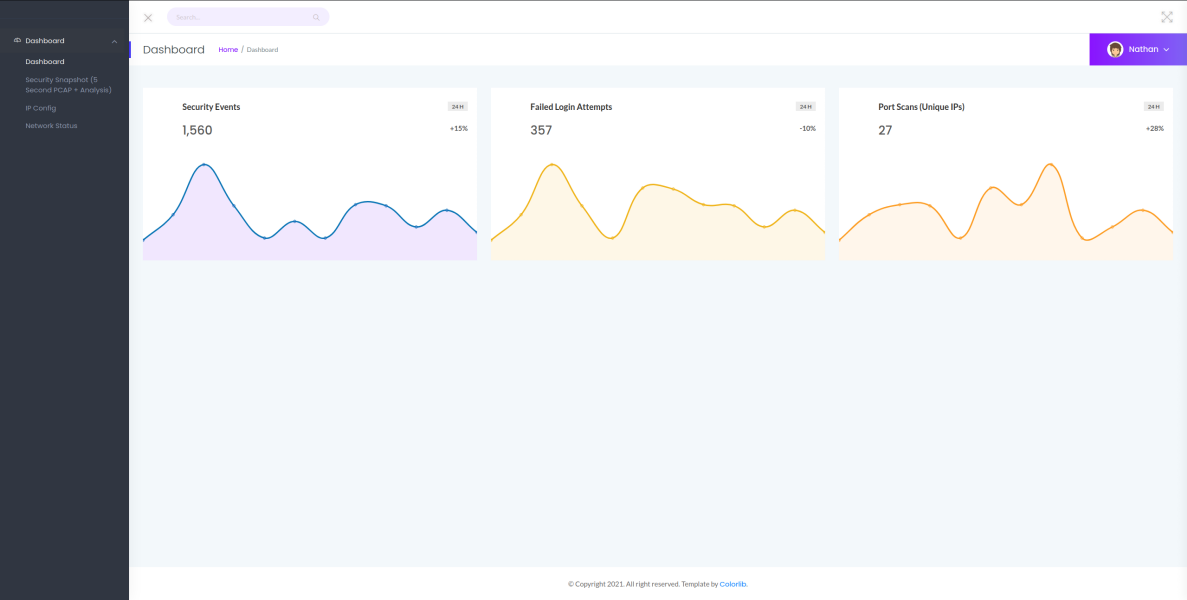 Search...
Dashboard
Dashboard
Security Snapshot (5
Second PCAP + Analysis)
IP Config
Network Status
Dashboard
Home / Dashboard
Nathan
Security Events
24 H
1,560
+15%
Failed Login Attempts
24 H
357
-10%
Port Scans (Unique IPs)
24 H
27
+28%
© Copyright 2021. All right reserved. Template by Colorlib.